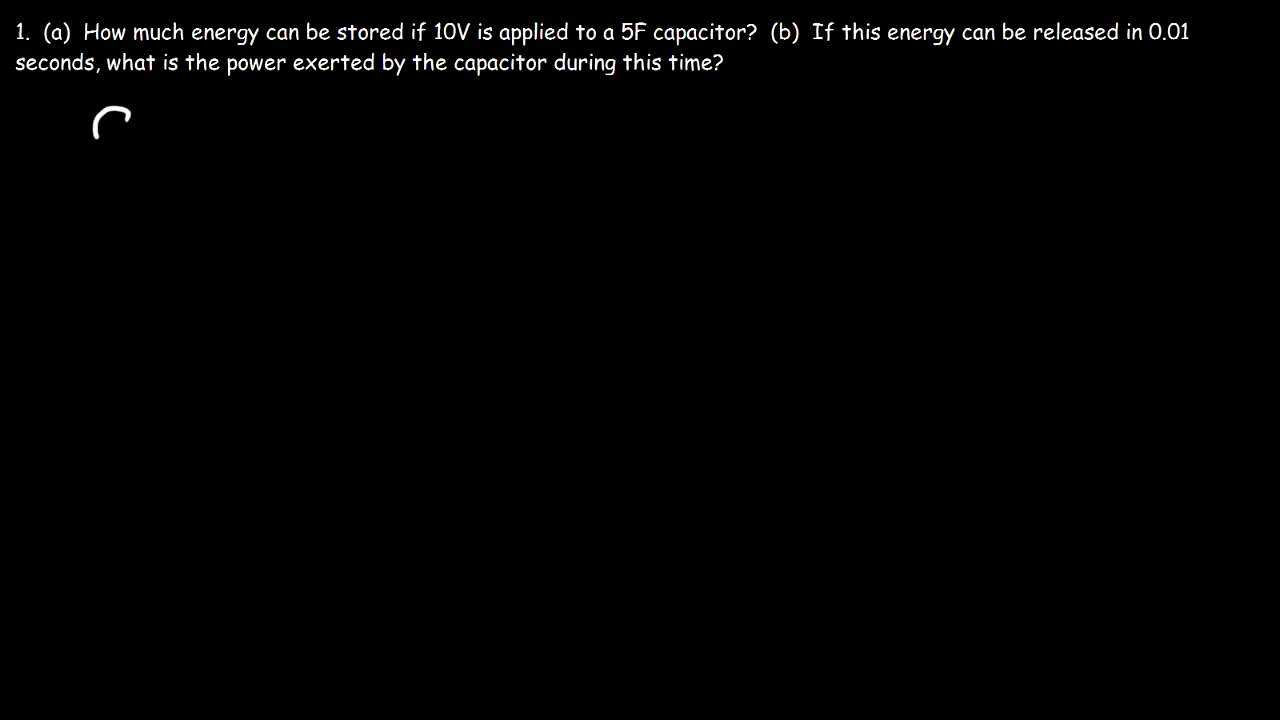 1. (a) How much energy can be stored if 10V is applied to a 5F capacitor? (b) If this energy can be released in 0.01
seconds, what is the power exerted by the capacitor during this time?